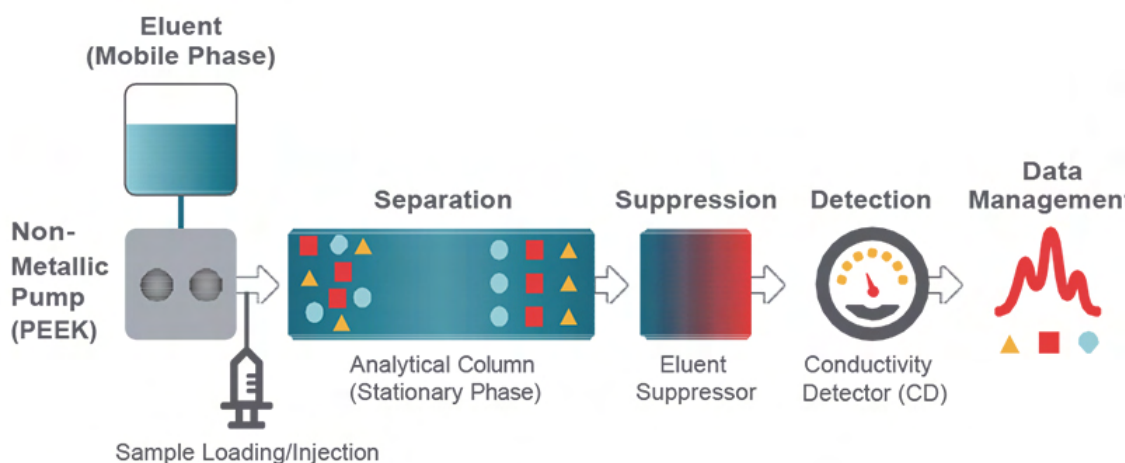 Eluent
(Mobile Phase)
Non-
Metallic
Pump
(PEEK)
Sample Loading/Injection
Separation
Analytical Column
(Stationary Phase)
Suppression
Eluent
Suppressor
Detection
Conductivity
Detector (CD)
Data
Management